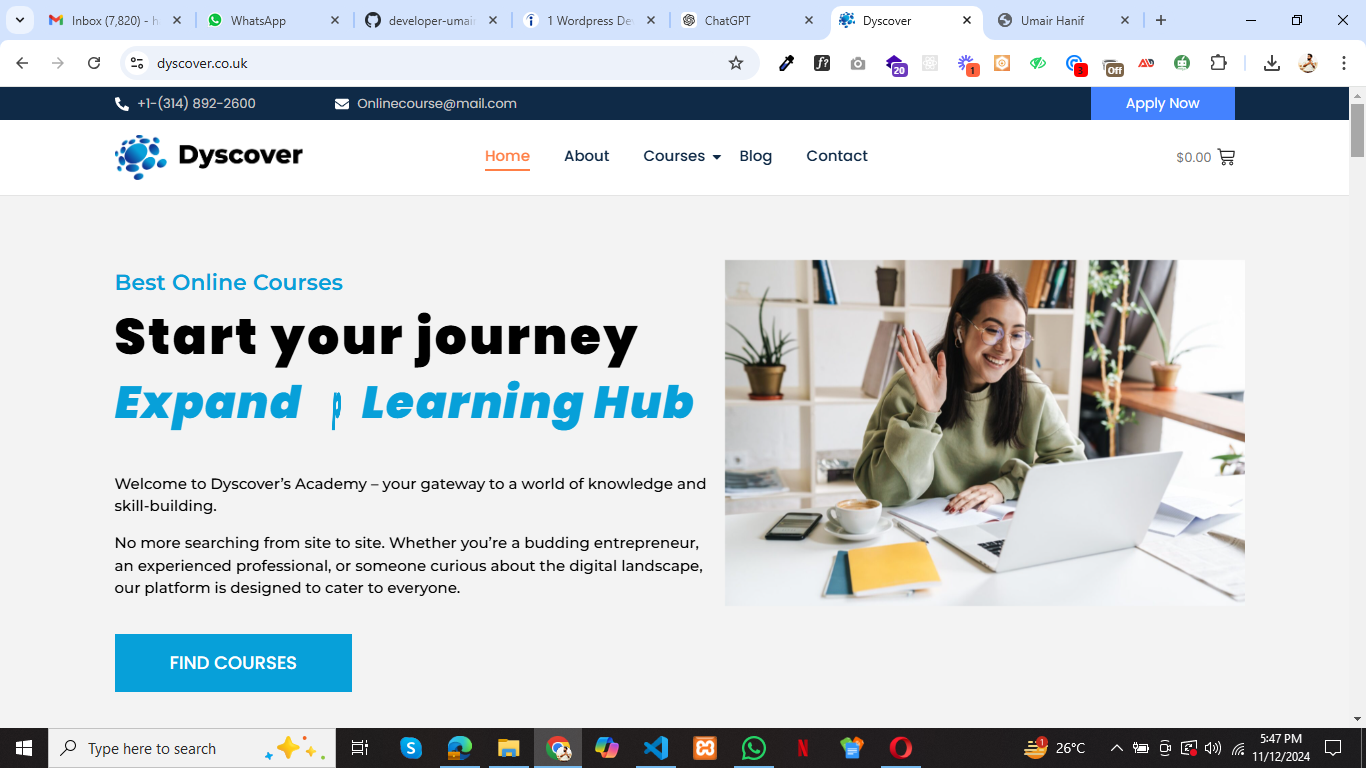 Inbox (7,820) - h
WhatsApp
developer-umai
1 Wordpress De
ChatGPT
Dyscover
Umair Hanif
dyscover.co.uk
20
1
Off
+1-(314) 892-2600
Onlinecourse@mail.com
Apply Now
Dyscover
Home
About
Courses
Blog
Contact
$0.00
Best Online Courses
Start your journey
Expand p Learning Hub
Welcome to Dyscover’s Academy – your gateway to a world of knowledge and
skill-building.
No more searching from site to site. Whether you’re a budding entrepreneur,
an experienced professional, or someone curious about the digital landscape,
our platform is designed to cater to everyone.
FIND COURSES
Type here to search
1
26°C
5:47 PM
11/12/2024